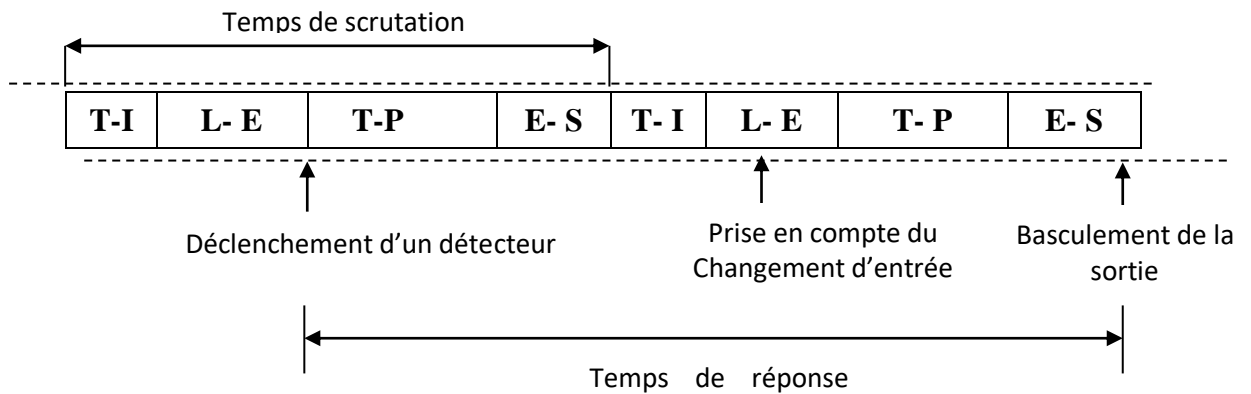 Temps de scrutation
T-I L- E T-P E- S T- I L- E T- P E- S
Déclenchement d'un détecteur
Prise en compte du
Changement d'entrée
Basculement de la
sortie
Temps de réponse